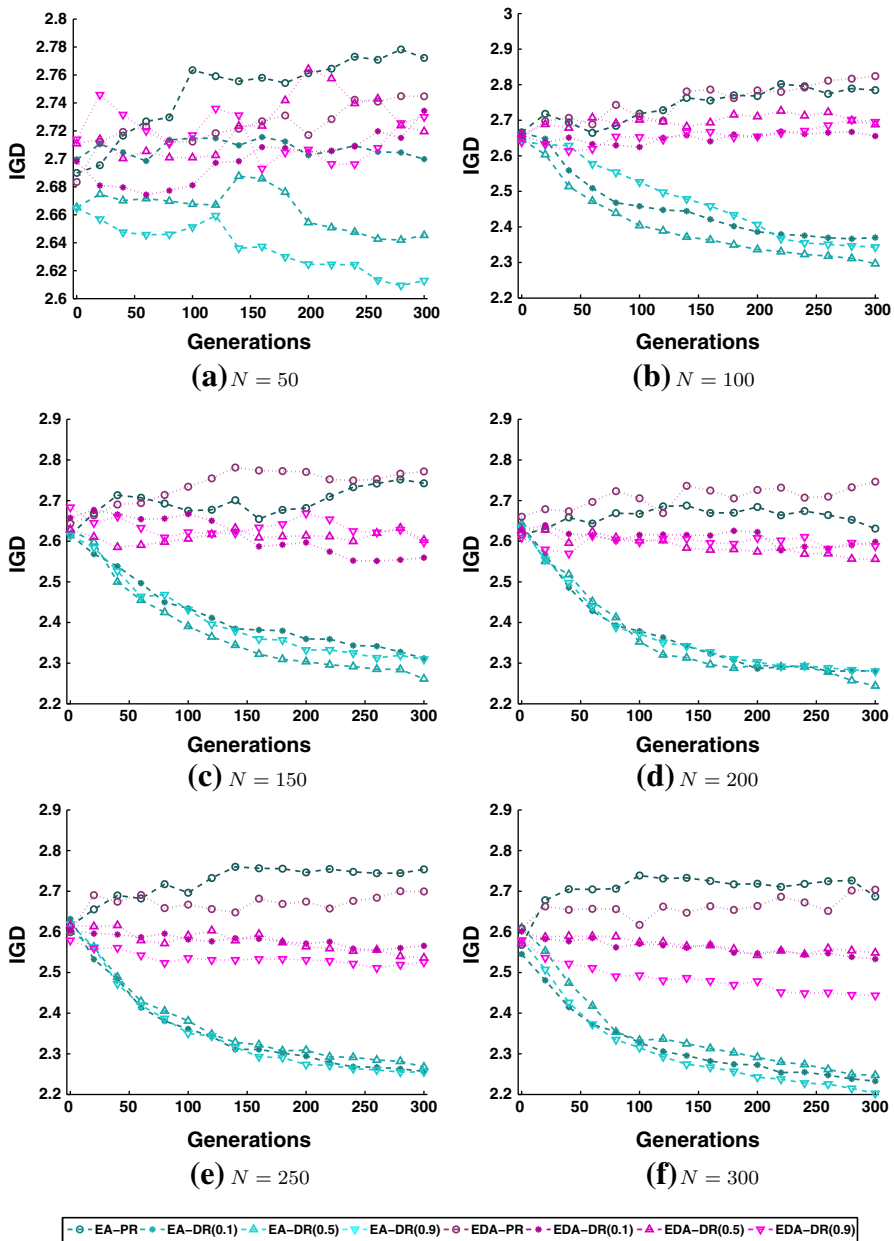 2.8
2.78
2.76
2.74
2.72
2.7
2.68
2.66
2.64
2.62
2.6
IGD
0 50 100 150 200 250 300
Generations
(a) N = 50
3
2.9
2.8
2.7
2.6
2.5
2.4
2.3
2.2
IGD
0 50 100 150 200 250 300
Generations
(b) N = 100
2.9
2.8
2.7
2.6
2.5
2.4
2.3
2.2
IGD
0 50 100 150 200 250 300
Generations
(c) N = 150
2.9
2.8
2.7
2.6
2.5
2.4
2.3
2.2
IGD
0 50 100 150 200 250 300
Generations
(d) N = 200
2.9
2.8
2.7
2.6
2.5
2.4
2.3
2.2
IGD
0 50 100 150 200 250 300
Generations
(e) N = 250
2.9
2.8
2.7
2.6
2.5
2.4
2.3
2.2
IGD
0 50 100 150 200 250 300
Generations
(f) N = 300
EA–PR EA–DR(0.1) EA–DR(0.5) EA–DR(0.9) EDA–PR EDA–DR(0.1) EDA–DR(0.5) EDA–DR(0.9)